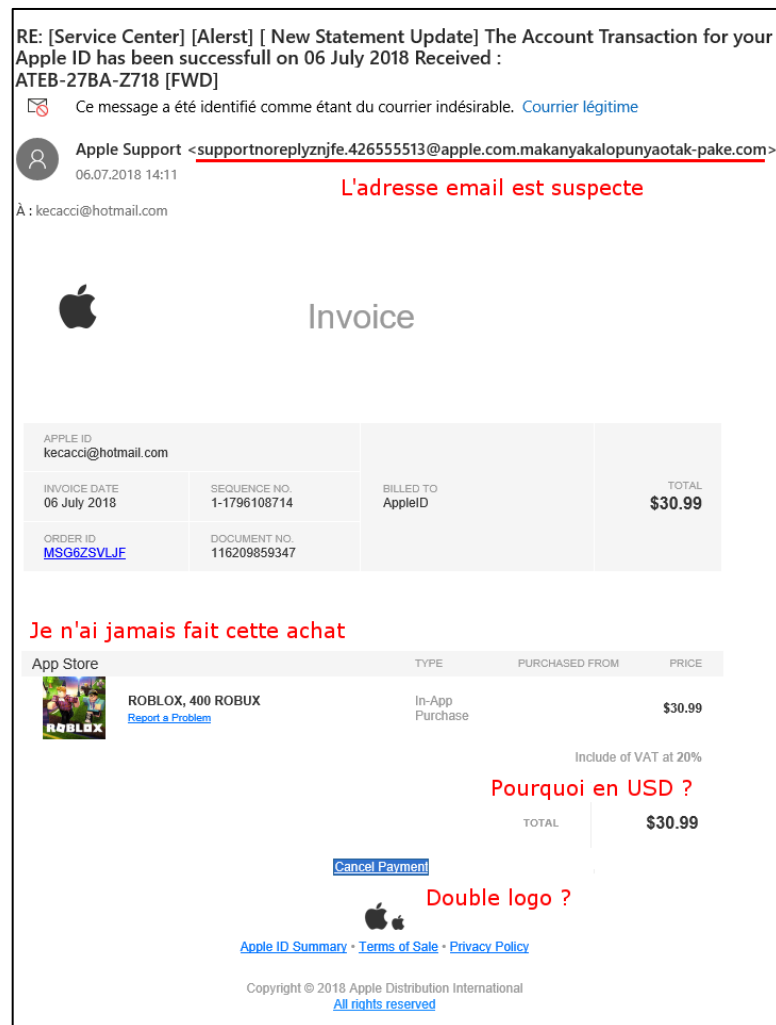 RE: [Service Center] [Alerst] [ New Statement Update] The Account Transaction for your
Apple ID has been successfull on 06 July 2018 Received :
ATEB-27BA-Z718 [FWD]
Ce message a été identifié comme étant du courrier indésirable. Courrier légitime
Apple Support <supportnoreplyznjfe.426555513@apple.com.makanyakalopunyaotak-pake.com>
06.07.2018 14:11
L'adresse email est suspecte
À : kecacci@hotmail.com
Invoice
APPLE ID
kecacci@hotmail.com
INVOICE DATE SEQUENCE NO. BILLED TO TOTAL
06 July 2018 1-1796108714 AppleID $30.99
ORDER ID DOCUMENT NO.
MSG6ZSVLJF 116209859347
Je n'ai jamais fait cette achat
App Store TYPE PURCHASED FROM PRICE
ROBLOX
ROBLOX, 400 ROBUX In-App $30.99
Report a Problem Purchase
Include of VAT at 20%
Pourquoi en USD ?
TOTAL $30.99
Cancel Payment
Double logo ?
Apple ID Summary • Terms of Sale • Privacy Policy
Copyright © 2018 Apple Distribution International
All rights reserved